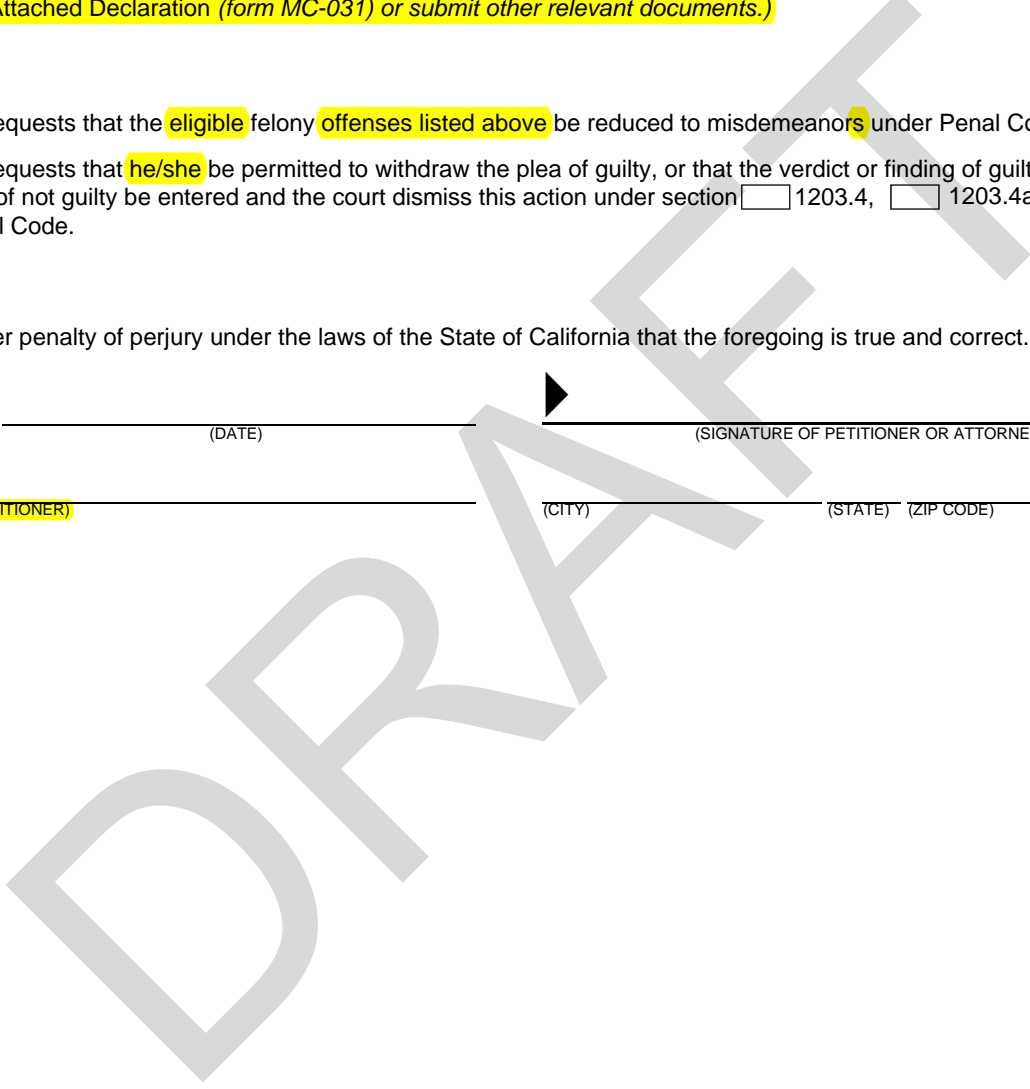 Attached Declaration (form MC-031) or submit other relevant documents.)
equests that the eligible felony offenses listed above be reduced to misdemeanors under Penal Co
equests that he/she be permitted to withdraw the plea of guilty, or that the verdict or finding of guilt
of not guilty be entered and the court dismiss this action under section 1203.4, 1203.4a
l Code.
er penalty of perjury under the laws of the State of California that the foregoing is true and correct.
(DATE) (SIGNATURE OF PETITIONER OR ATTORNE
ITIONER) (CITY) (STATE) (ZIP CODE)
DRAFT